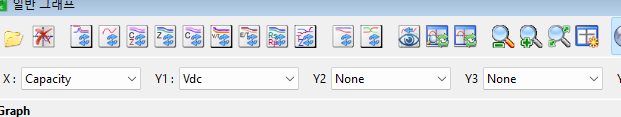 일반 그래프
X : Capacity Y1 : Vdc Y2 None Y3 None
Graph